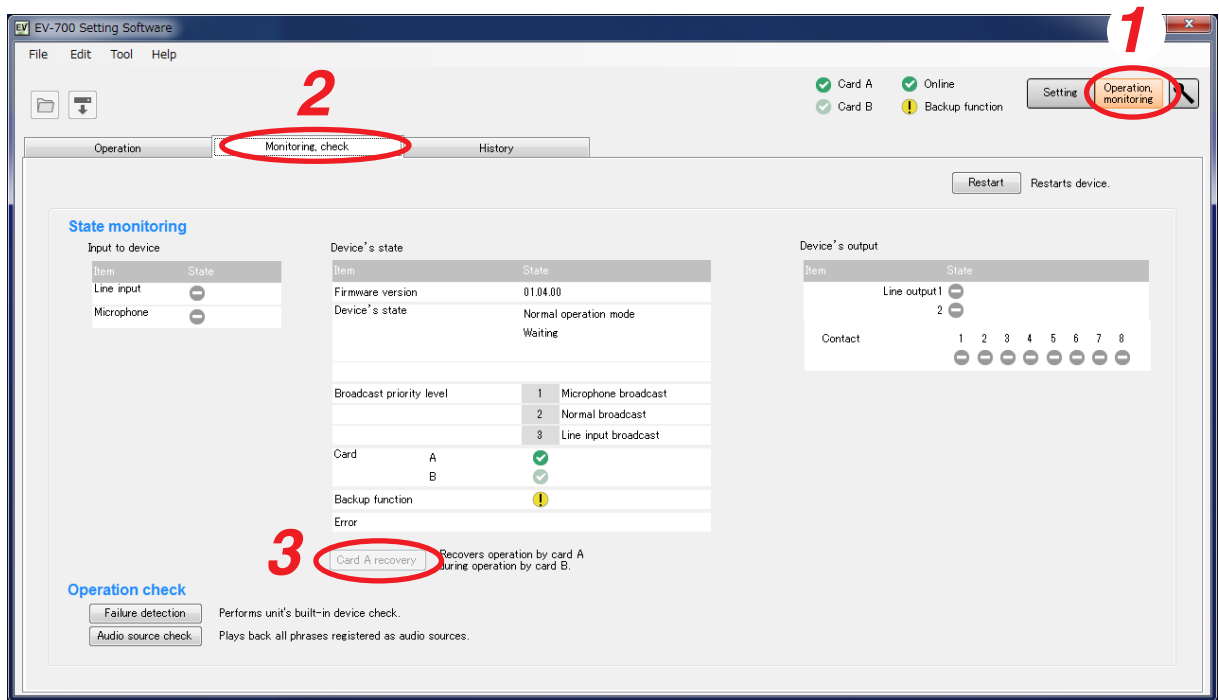 EV EV-700 Setting Software
1
File Edit Tool Help
2
Card A Online
Card B Backup function
Setting
Operation,
monitoring
Operation Monitoring, check History
Restart Restarts device.
State monitoring
Input to device
Item State
Line input
Microphone
Device's state
Item State
Firmware version 01.04.00
Device's state Normal operation mode
Waiting
Broadcast priority level 1 Microphone broadcast
2 Normal broadcast
3 Line input broadcast
Card A
B
Backup function
Error
Device's output
Item State
Line output1
2
Contact 1 2 3 4 5 6 7 8
3
Card A recovery
Recovers operation by card A
during operation by card B.
Operation check
Failure detection Performs unit's built-in device check.
Audio source check Plays back all phrases registered as audio sources.